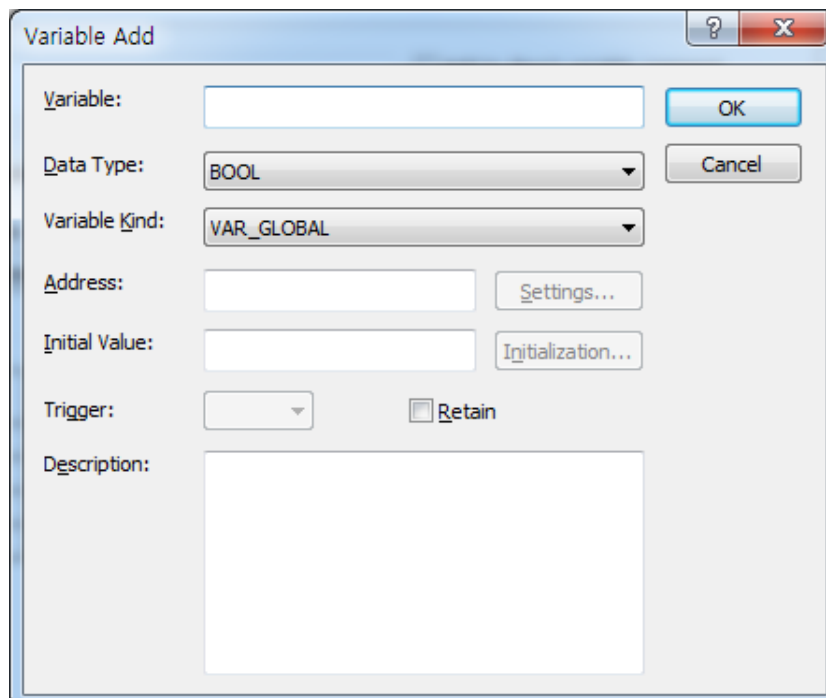 Variable Add
?
Variable:
OK
Data Type:
BOOL
Cancel
Variable Kind:
VAR_GLOBAL
Address:
Settings...
Initial Value:
Initialization...
Trigger:
Retain
Description: